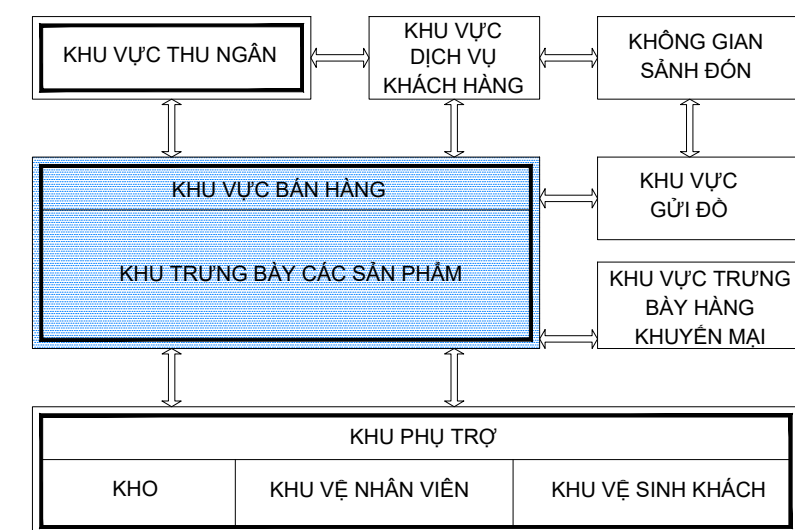 KHU VỰC THU NGÂN
KHU VỰC
DỊCH VỤ
KHÁCH HÀNG
KHÔNG GIAN
SẢNH ĐÓN
KHU VỰC BÁN HÀNG
KHU TRƯNG BÀY CÁC SẢN PHẨM
KHU VỰC
GỬI ĐỒ
KHU VỰC TRƯNG
BÀY HÀNG
KHUYẾN MẠI
KHU PHỤ TRỢ
KHO
KHU VỆ NHÂN VIÊN
KHU VỆ SINH KHÁCH